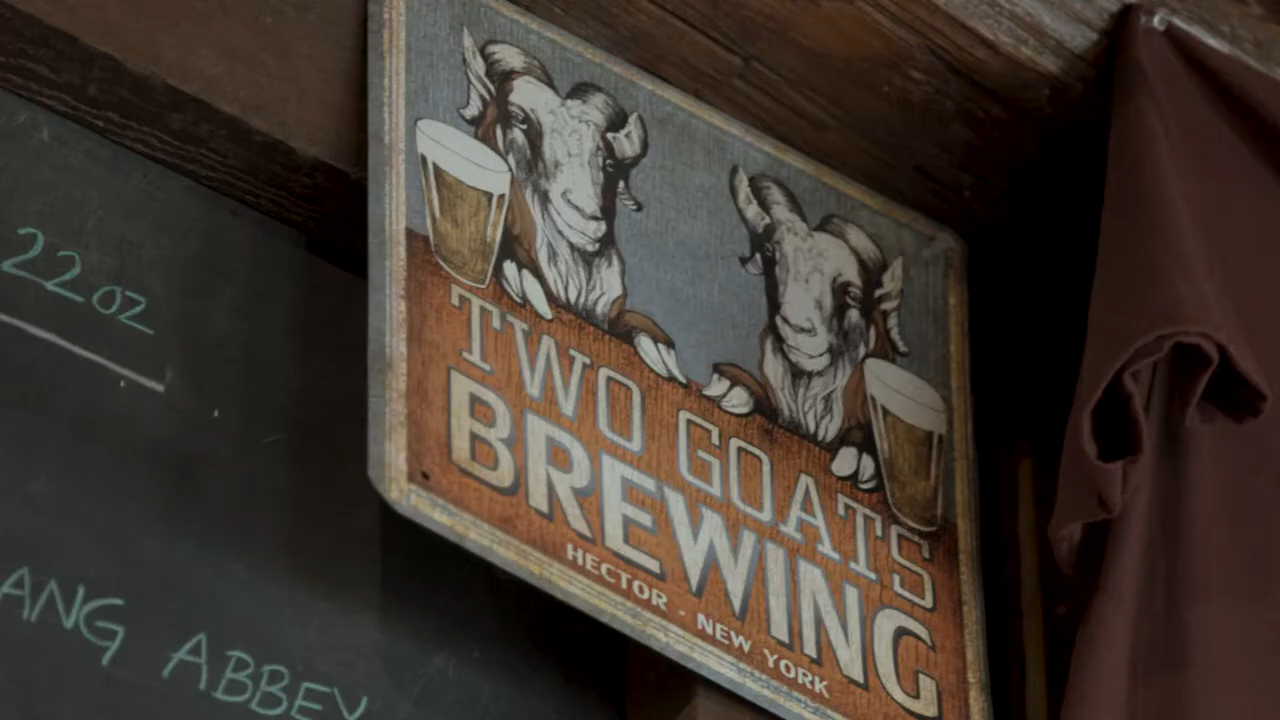 22oz
TWO GOATS
BREWING
HECTOR · NEW YORK
ANG ABBEY